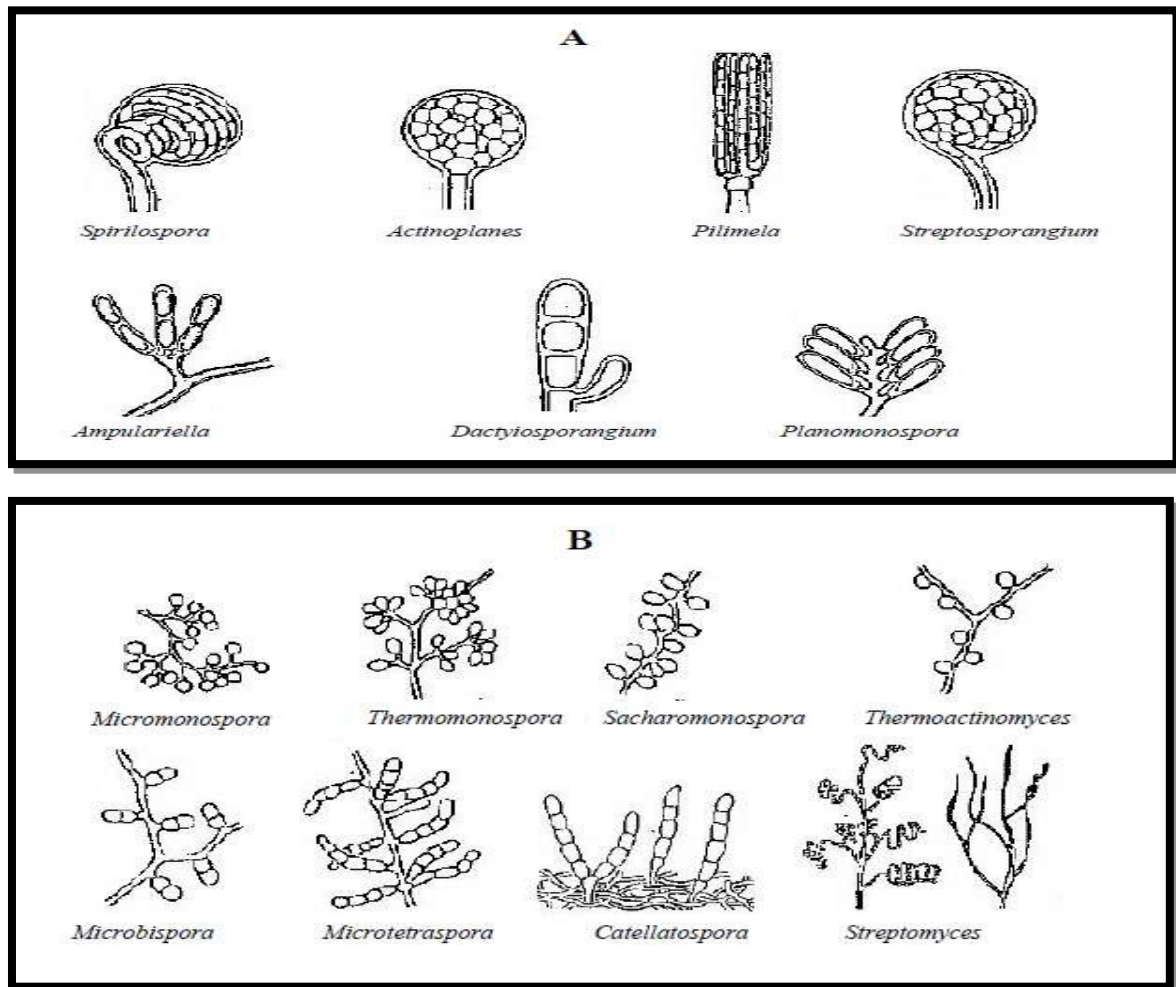 A
Spirilospora Actinoplanes Pilimela Streptosporangium
Ampulariella Dactyiosporangium Planomonospora
B
Micromonospora Thermomonospora Sacharomonospora Thermoactinomyces
Microbispora Microtetraspora Catellatospora Streptomyces